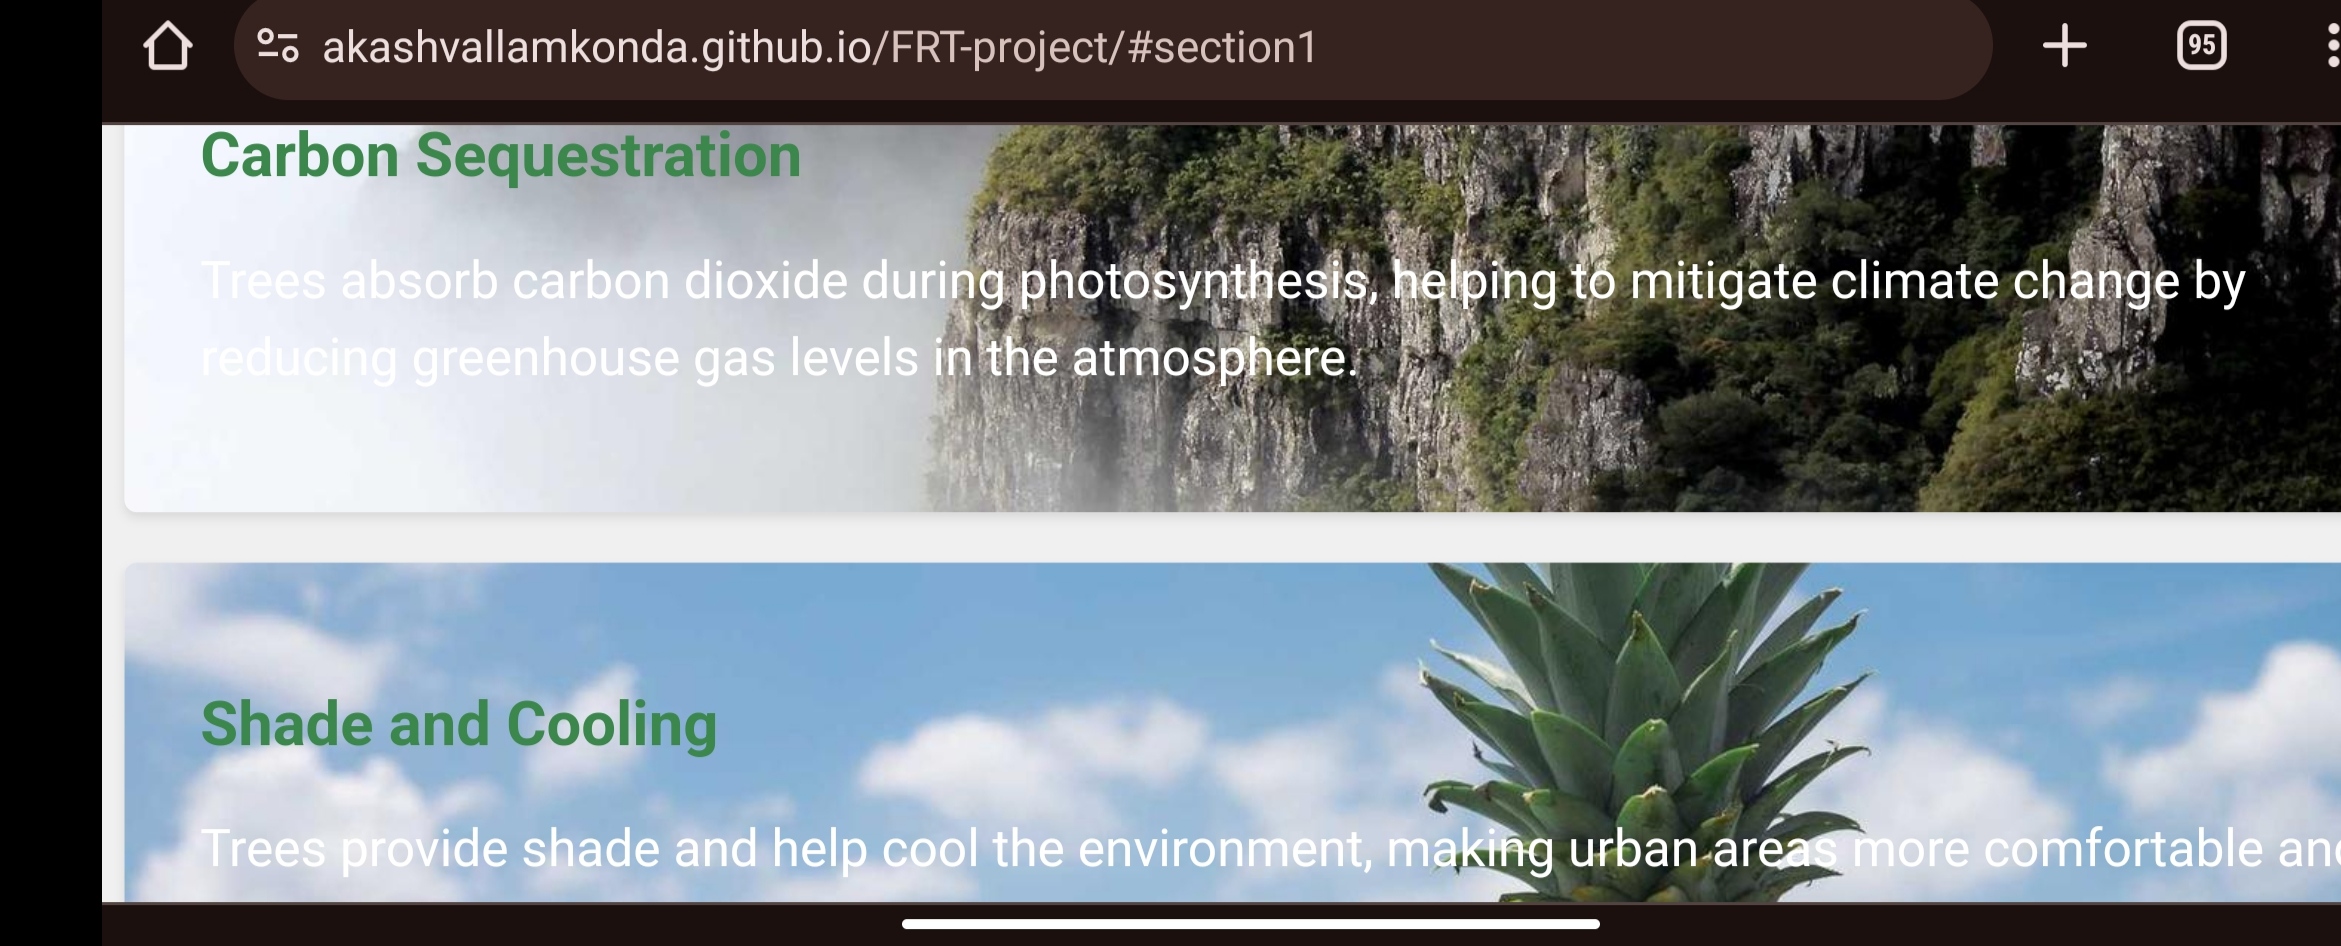 akashvallamkonda.github.io/FRT-project/#section1
95
Carbon Sequestration
Trees absorb carbon dioxide during photosynthesis, helping to mitigate climate change by
reducing greenhouse gas levels in the atmosphere.
Shade and Cooling
Trees provide shade and help cool the environment, making urban areas more comfortable and